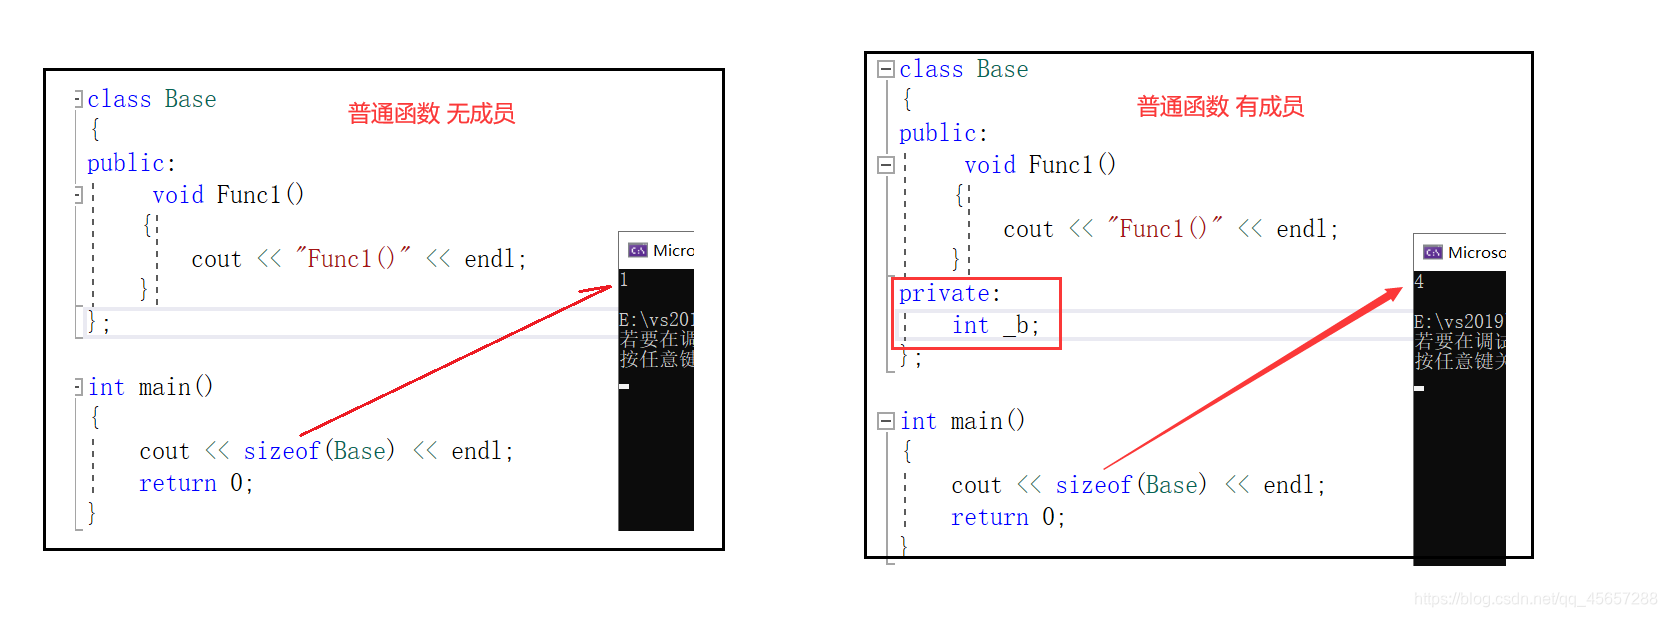 class Base
普通函数 无成员
{
public:
void Func1()
{
cout << "Func1()" << endl;
}
};
int main()
{
cout << sizeof(Base) << endl;
return 0;
}
Micro
1
E:\vs201
若要在调
按任意键
class Base
{
普通函数 有成员
public:
void Func1()
{
cout << "Func1()" << endl;
}
private:
int _b;
};
int main()
{
cout << sizeof(Base) << endl;
return 0;
}
Microso
4
E:\vs2019
若要在调试
按任意键关
https://blog.csdn.net/qq_45657288